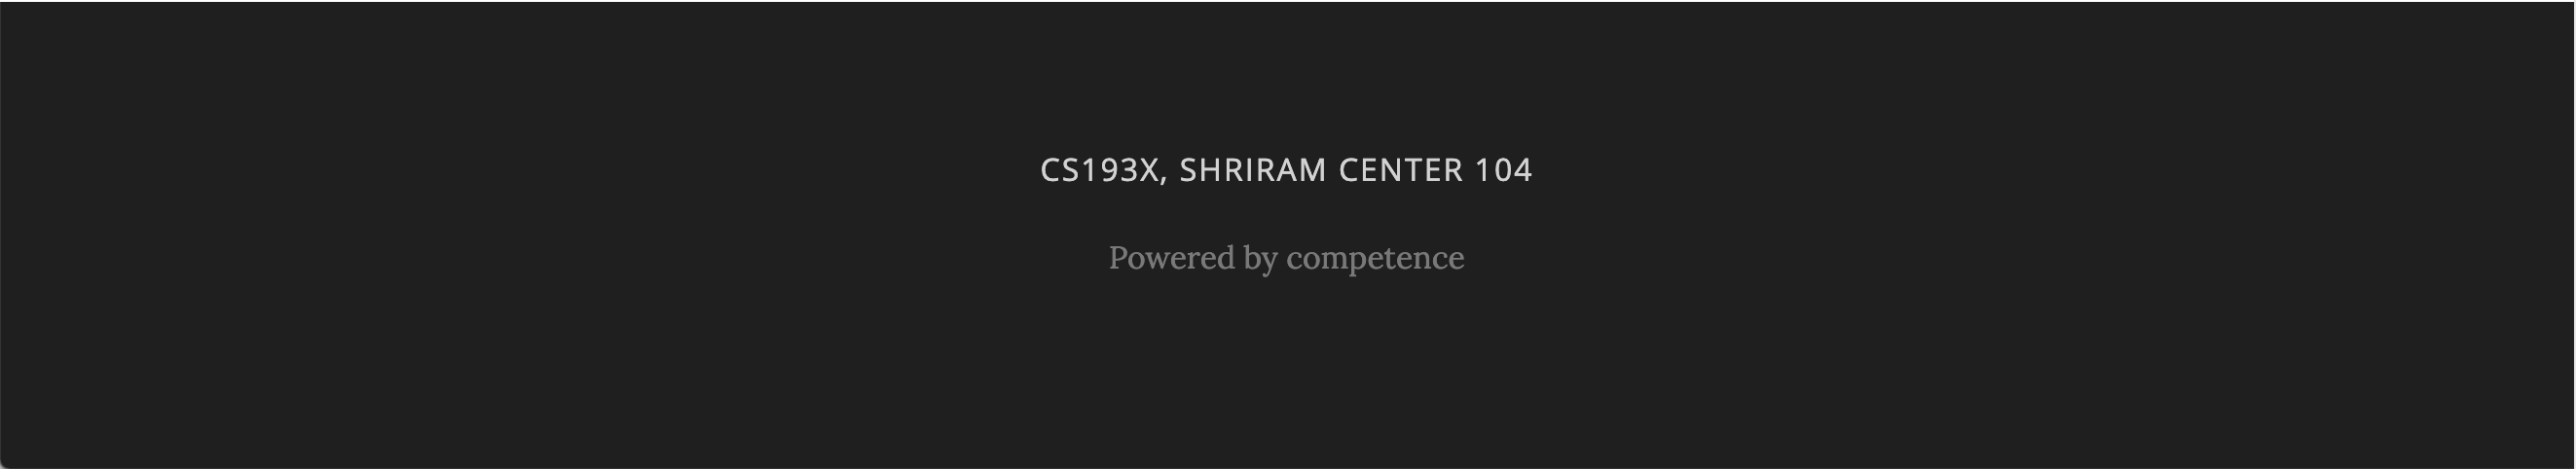 CS193X, SHRIRAM CENTER 104
Powered by competence